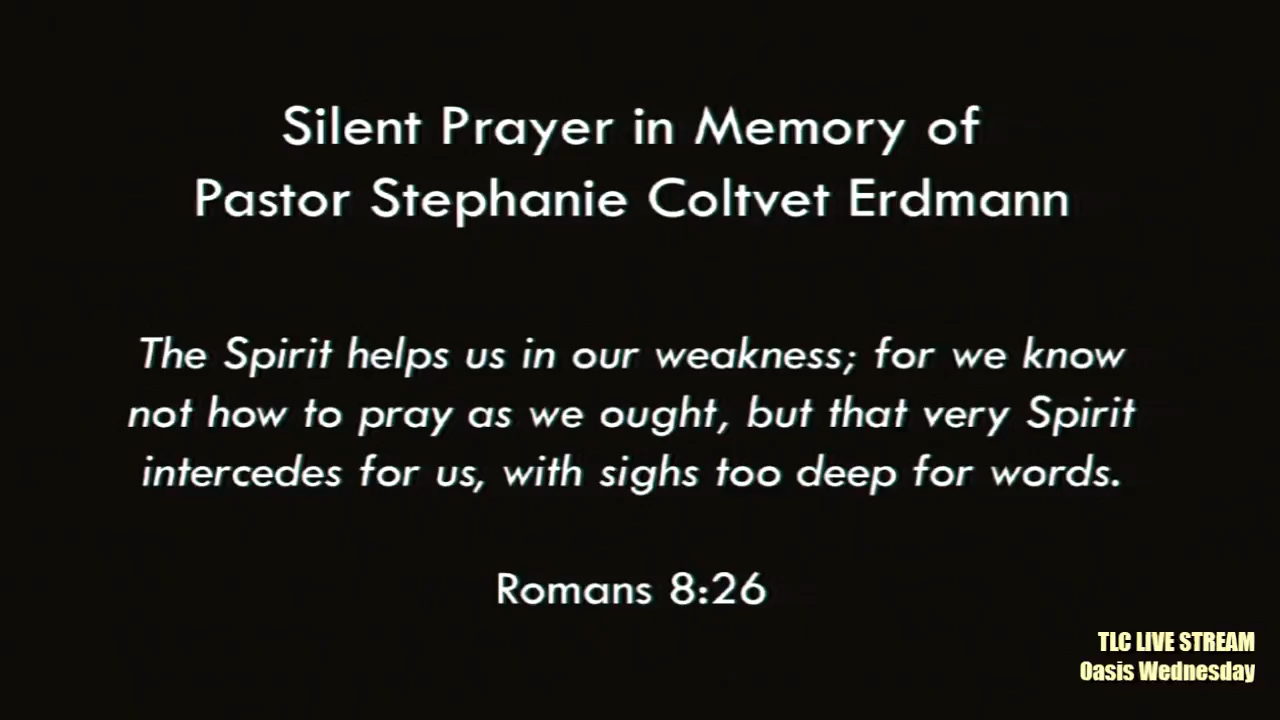 Silent Prayer in Memory of
Pastor Stephanie Coltvet Erdmann
The Spirit helps us in our weakness; for we know
not how to pray as we ought, but that very Spirit
intercedes for us, with sighs too deep for words.
Romans 8:26
TLC LIVE STREAM
Oasis Wednesday